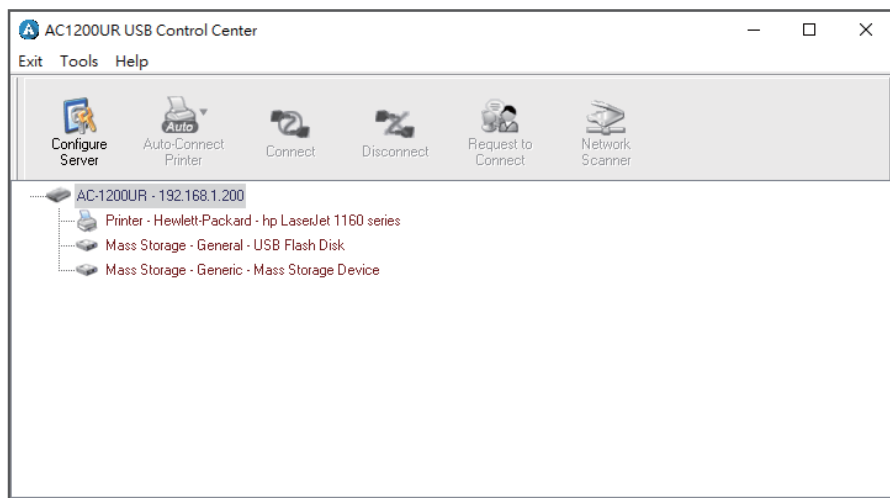 AC1200UR USB Control Center
Exit Tools Help
Configure Server
Auto
Auto-Connect Printer
Connect
Disconnect
Request to Connect
Network Scanner
AC-1200UR - 192.168.1.200
Printer - Hewlett-Packard - hp LaserJet 1160 series
Mass Storage - General - USB Flash Disk
Mass Storage - Generic - Mass Storage Device